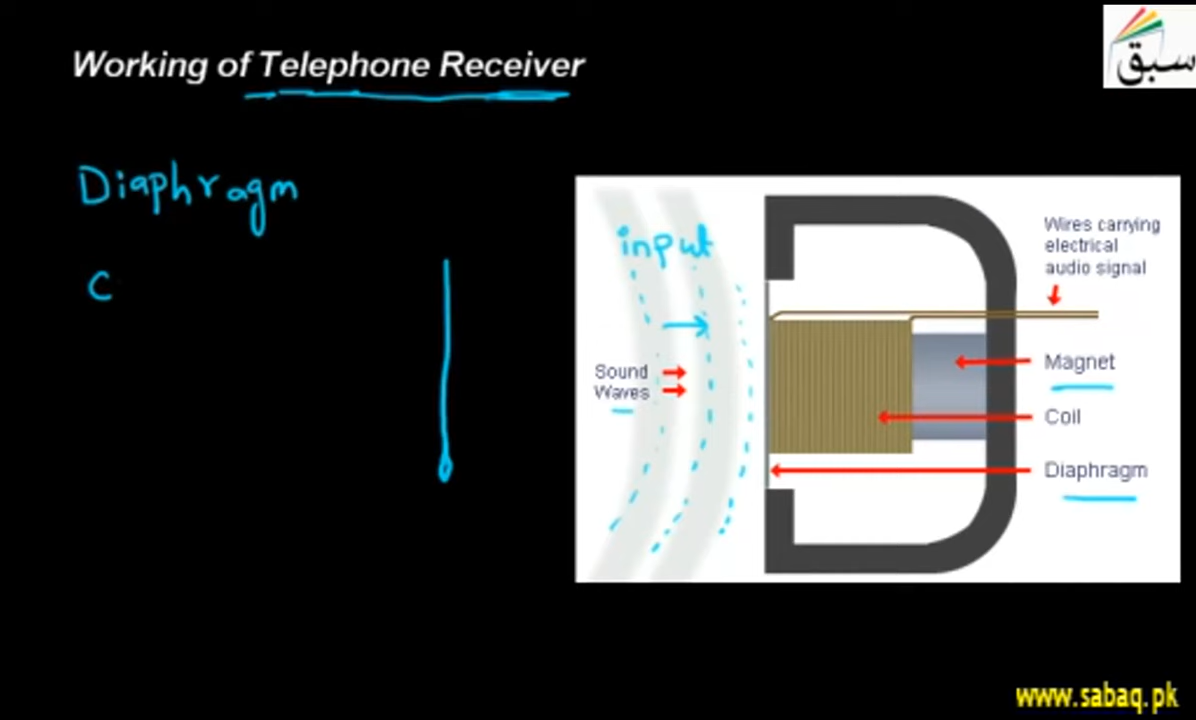 Working of Telephone Receiver
سبق
Diaphragm
C
input
Sound
Waves
Wires carrying
electrical
audio signal
Magnet
Coil
Diaphragm
www.sabaq.pk